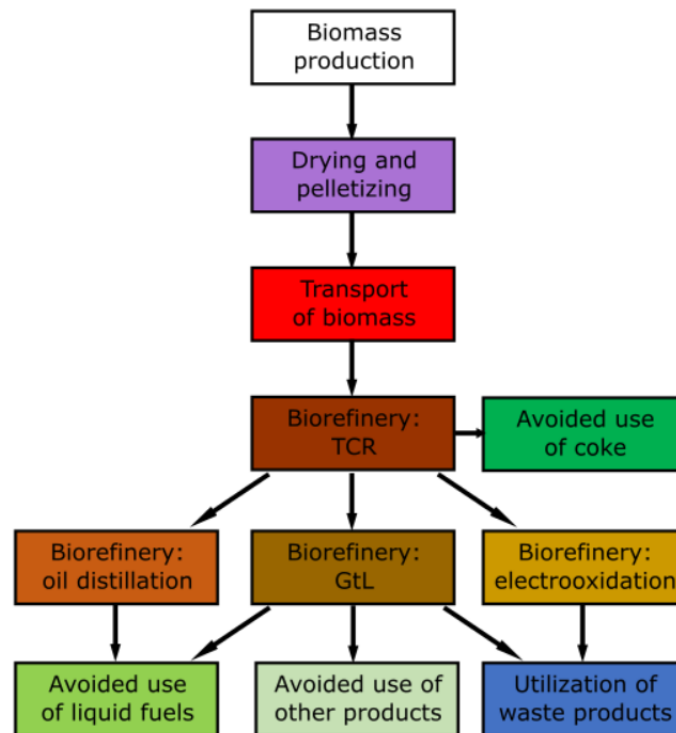 Biomass
production
Drying and
pelletizing
Transport
of biomass
Biorefinery:
TCR
Avoided use
of coke
Biorefinery:
oil distillation
Biorefinery:
GtL
Biorefinery:
electrooxidation
Avoided use
of liquid fuels
Avoided use of
other products
Utilization of
waste products